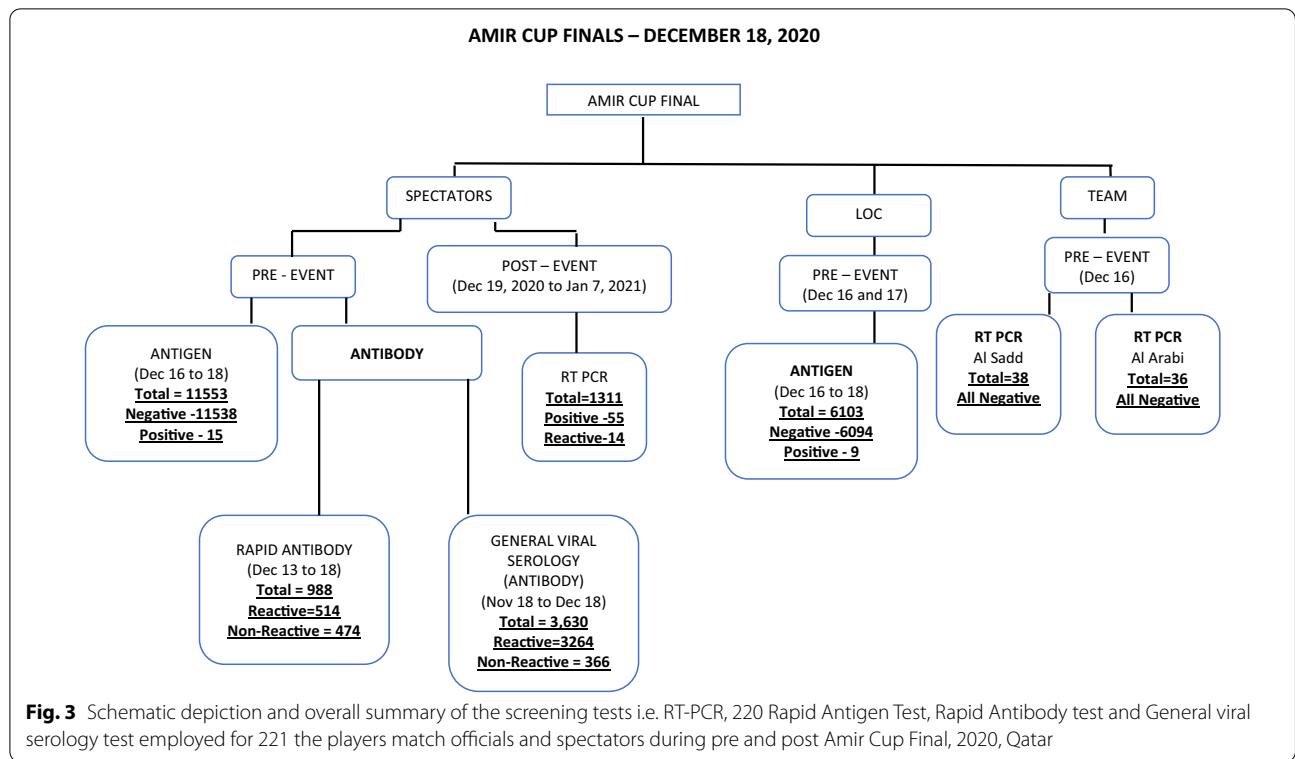 AMIR CUP FINALS – DECEMBER 18, 2020
AMIR CUP FINAL
SPECTATORS
LOC
TEAM
PRE - EVENT
POST – EVENT
(Dec 19, 2020 to Jan 7, 2021)
PRE – EVENT
(Dec 16 and 17)
PRE – EVENT
(Dec 16)
ANTIGEN
(Dec 16 to 18)
Total = 11553
Negative -11538
Positive - 15
ANTIBODY
RT PCR
Total=1311
Positive -55
Reactive-14
ANTIGEN
(Dec 16 to 18)
Total = 6103
Negative -6094
Positive - 9
RT PCR
Al Sadd
Total=38
All Negative
RT PCR
Al Arabi
Total=36
All Negative
RAPID ANTIBODY
(Dec 13 to 18)
Total = 988
Reactive=514
Non-Reactive = 474
GENERAL VIRAL
SEROLOGY
(ANTIBODY)
(Nov 18 to Dec 18)
Total = 3,630
Reactive=3264
Non-Reactive = 366
Fig. 3 Schematic depiction and overall summary of the screening tests i.e. RT-PCR, 220 Rapid Antigen Test, Rapid Antibody test and General viral
serology test employed for 221 the players match officials and spectators during pre and post Amir Cup Final, 2020, Qatar